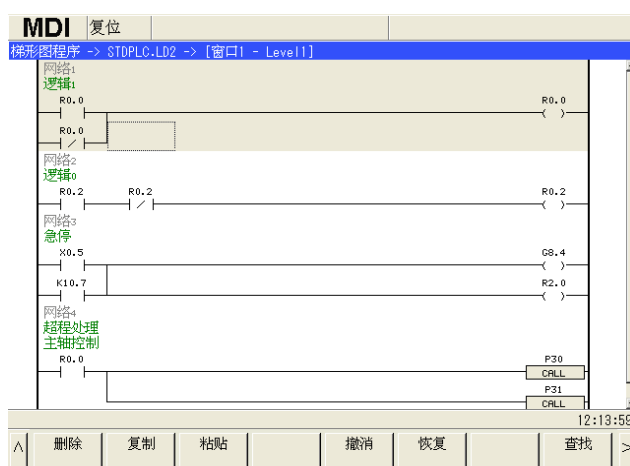 MDI 复位
梯形图程序 -> STDPLC.LD2 -> [窗口1 - Level1]
网络1
逻辑1
R0.0 R0.0
R0.0
网络2
逻辑0
R0.2 R0.2 R0.2
网络3
急停
X0.5 G8.4
K10.7 R2.0
网络4
超程处理
主轴控制
R0.0 P30
CALL
P31
CALL
12:13:59
删除 复制 粘贴 撤消 恢复 查找 >